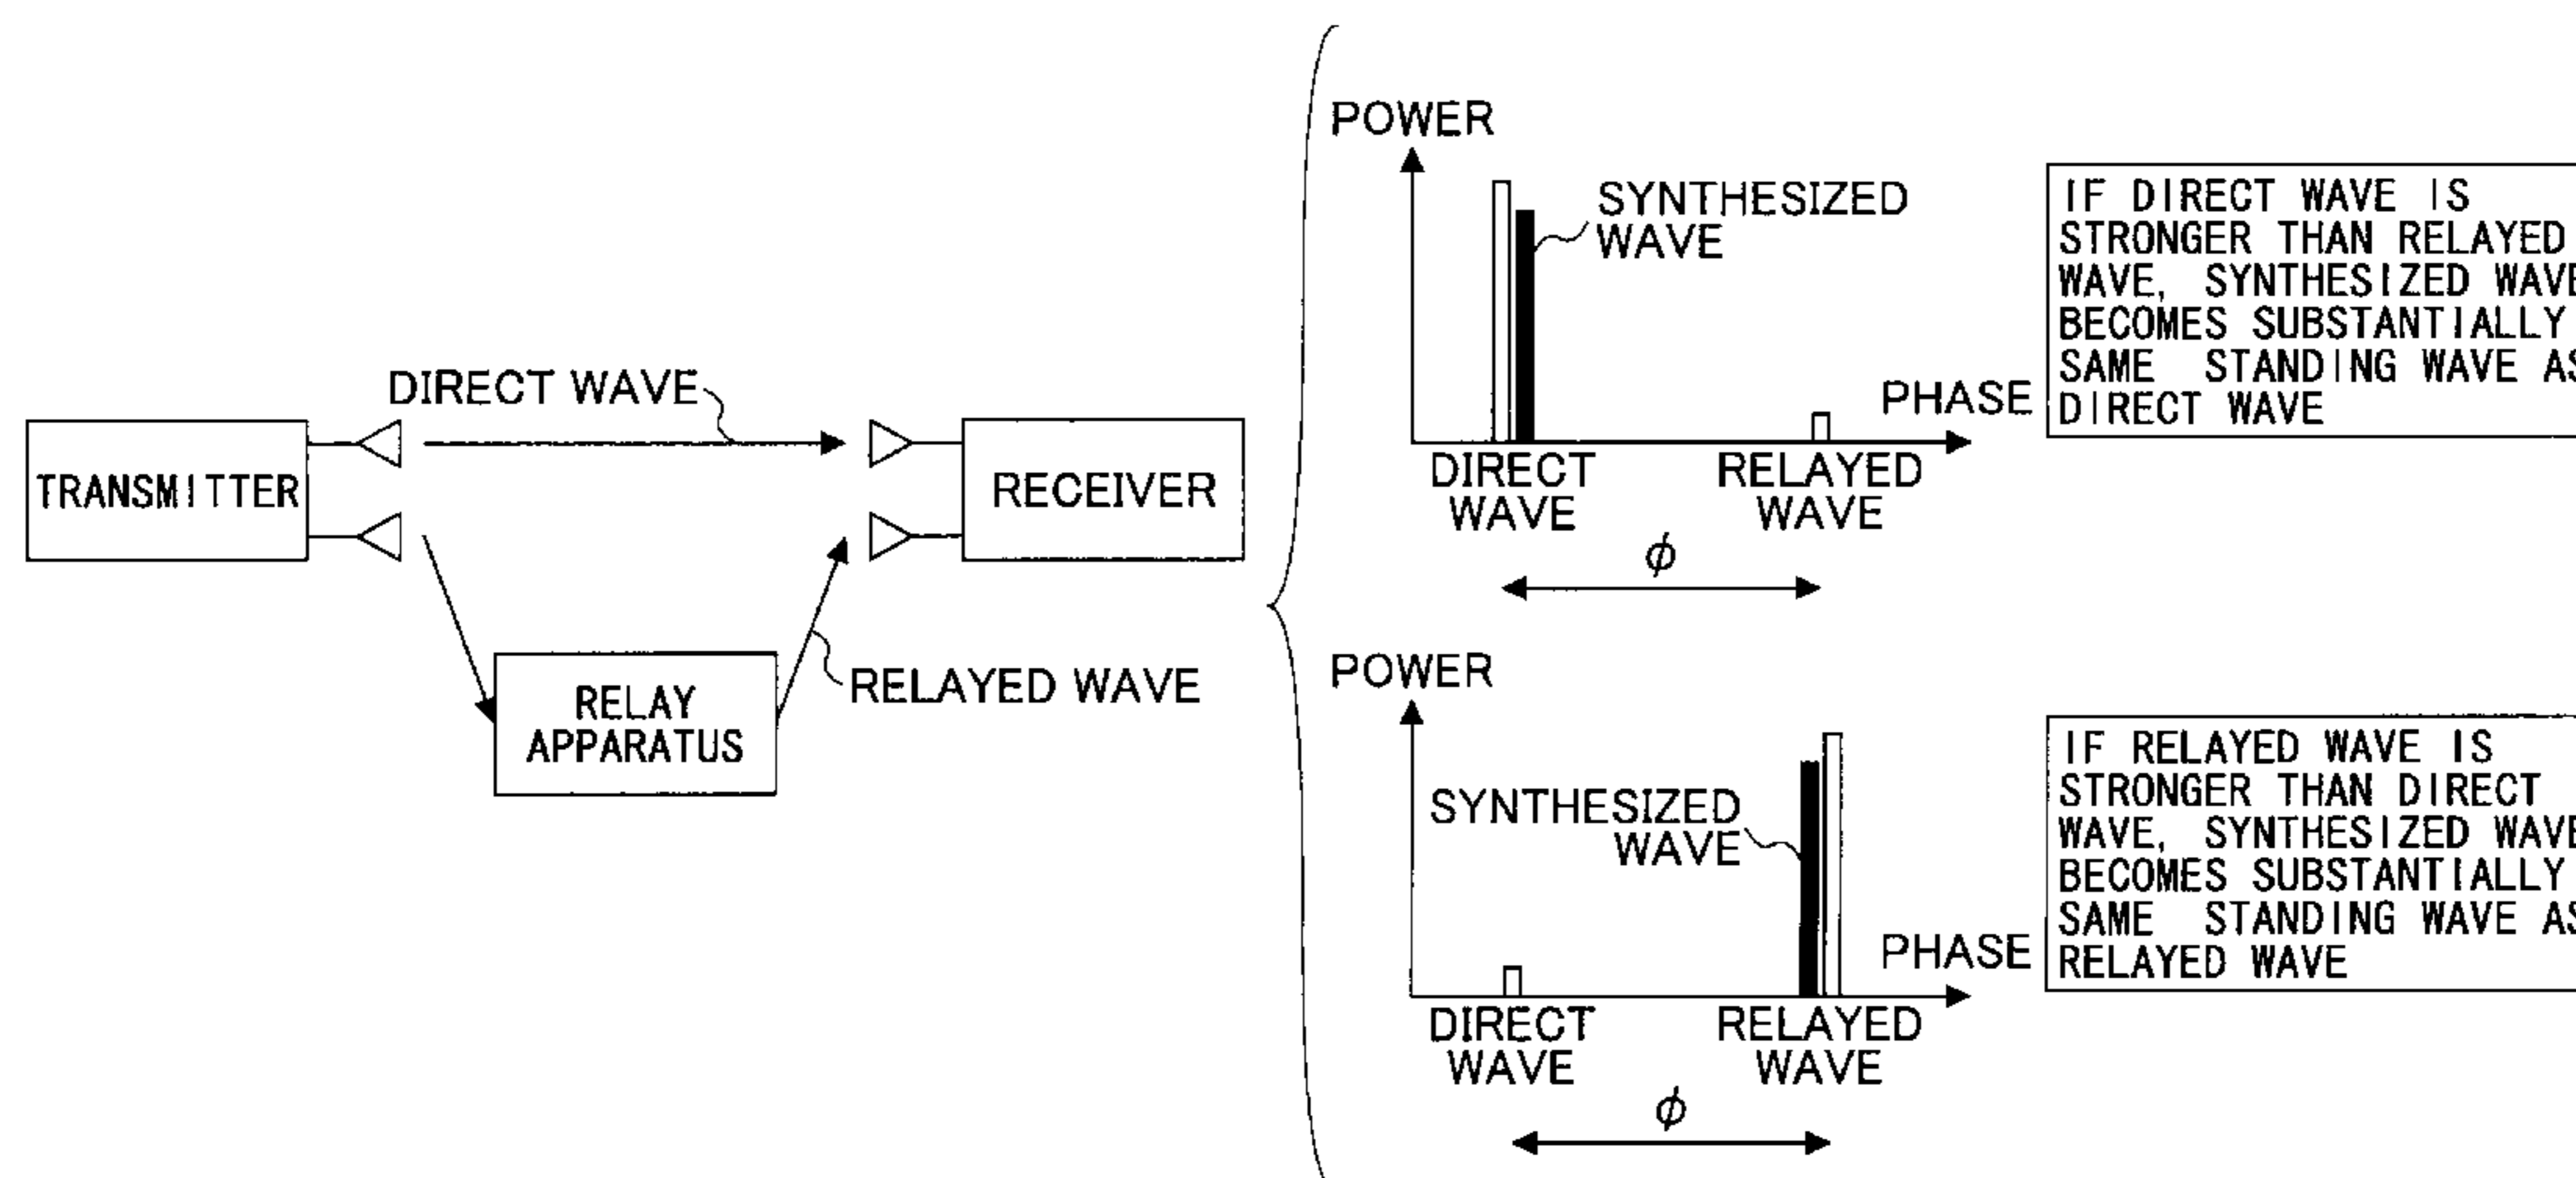 DIRECT WAVE
TRANSMITTER
RECEIVER
RELAY
APPARATUS
RELAYED WAVE
POWER
SYNTHESIZED
WAVE
PHASE
DIRECT
WAVE
RELAYED
WAVE
ϕ
IF DIRECT WAVE IS
STRONGER THAN RELAYED
WAVE, SYNTHESIZED WAVE
BECOMES SUBSTANTIALLY
SAME STANDING WAVE AS
DIRECT WAVE
POWER
SYNTHESIZED
WAVE
PHASE
DIRECT
WAVE
RELAYED
WAVE
ϕ
IF RELAYED WAVE IS
STRONGER THAN DIRECT
WAVE, SYNTHESIZED WAVE
BECOMES SUBSTANTIALLY
SAME STANDING WAVE AS
RELAYED WAVE